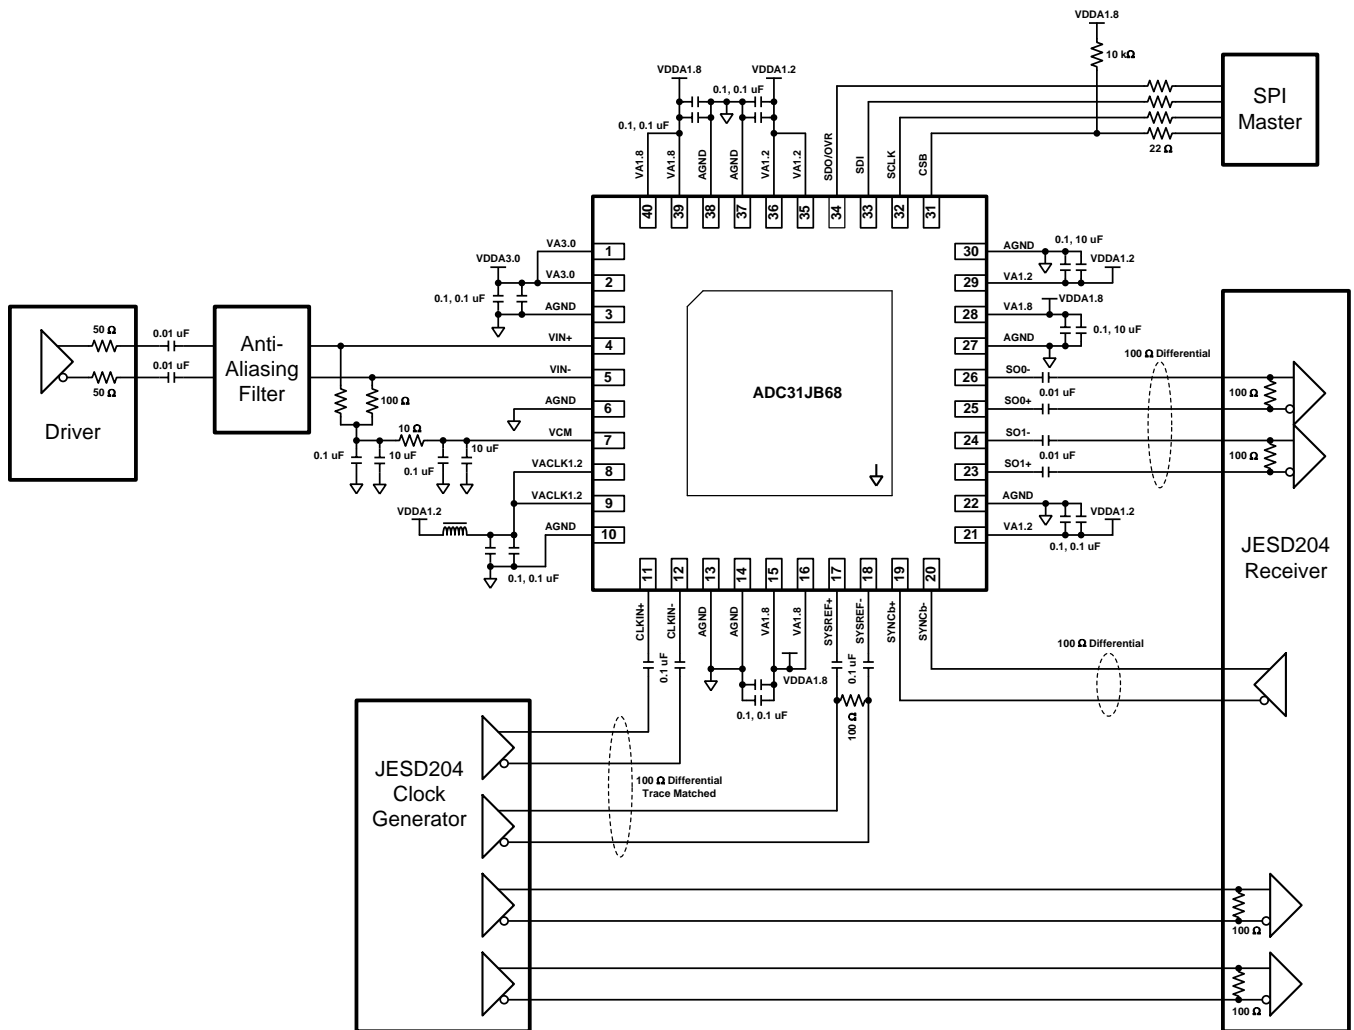 VDDA1.8
10 kΩ
SPI
Master
22 Ω
VDDA1.8
VDDA1.2
0.1, 0.1 uF
0.1, 0.1 uF
VA1.8
VA1.8
AGND
AGND
VA1.2
VA1.2
SDO/OVR
SDI
SCLK
CSB
40
39
38
37
36
35
34
33
32
31
VDDA3.0
0.1, 0.1 uF
VA3.0
1
VA3.0
2
AGND
3
VIN+
4
VIN-
5
AGND
6
VCM
7
VACLK1.2
8
VACLK1.2
9
AGND
10
Driver
50 Ω
50 Ω
0.01 uF
0.01 uF
Anti-
Aliasing
Filter
100 Ω
10 Ω
0.1 uF
10 uF
0.1 uF
10 uF
VDDA1.2
0.1, 0.1 uF
ADC31JB68
30
AGND
0.1, 10 uF
VDDA1.2
29
VA1.2
28
VA1.8
VDDA1.8
0.1, 10 uF
27
AGND
100 Ω Differential
26
SO0-
0.01 uF
25
SO0+
24
SO1-
0.01 uF
23
SO1+
100 Ω
100 Ω
22
AGND
VDDA1.2
21
VA1.2
0.1, 0.1 uF
JESD204
Receiver
11
12
13
14
15
16
17
18
19
20
CLKIN+
CLKIN-
AGND
AGND
VA1.8
VA1.8
SYSREF+
SYSREF-
SYNCb+
SYNCb-
0.1 uF
0.1 uF
VDDA1.8
0.1, 0.1 uF
100 Ω
100 Ω Differential
JESD204
Clock
Generator
100 Ω Differential
Trace Matched
100 Ω
100 Ω